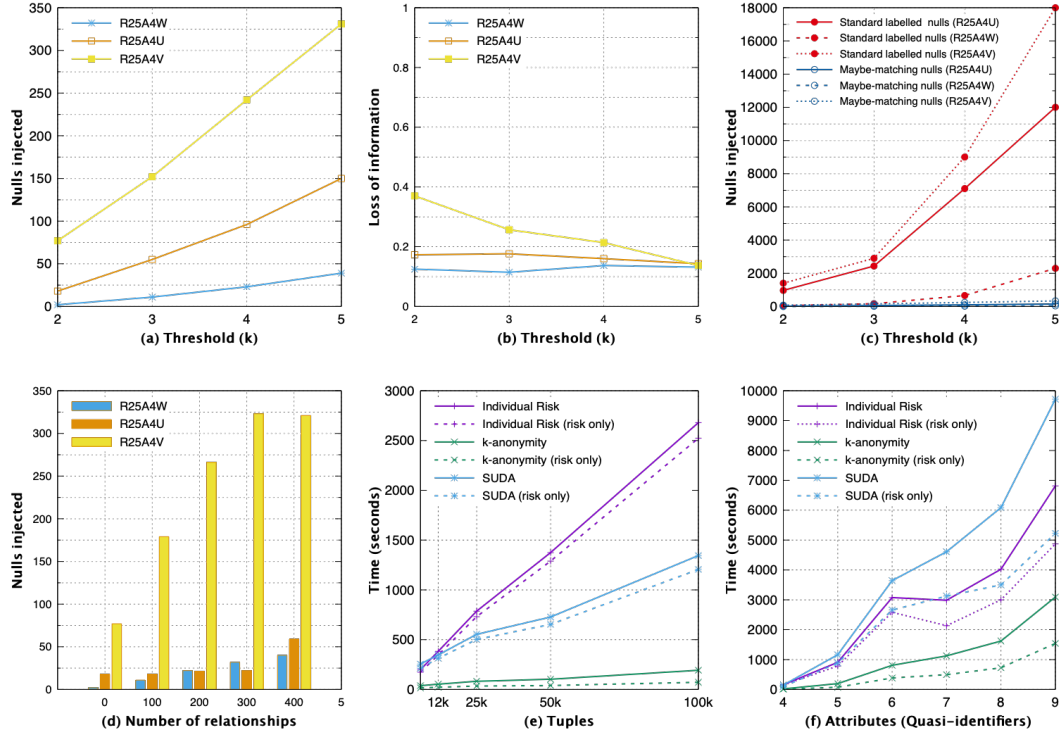 350
300
250
200
150
100
50
0
Nulls injected
R25A4W
R25A4U
R25A4V
2 3 4 5
(a) Threshold (k)
1
0.8
0.6
0.4
0.2
0
Loss of information
R25A4W
R25A4U
R25A4V
2 3 4 5
(b) Threshold (k)
18000
16000
14000
12000
10000
8000
6000
4000
2000
0
Nulls injected
Standard labelled nulls (R25A4U)
Standard labelled nulls (R25A4W)
Standard labelled nulls (R25A4V)
Maybe-matching nulls (R25A4U)
Maybe-matching nulls (R25A4W)
Maybe-matching nulls (R25A4V)
2 3 4 5
(c) Threshold (k)
350
325
300
275
250
225
200
175
150
125
100
75
50
25
0
Nulls injected
R25A4W
R25A4U
R25A4V
0 100 200 300 400 5
(d) Number of relationships
3000
2500
2000
1500
1000
500
0
Time (seconds)
Individual Risk
Individual Risk (risk only)
k-anonymity
k-anonymity (risk only)
SUDA
SUDA (risk only)
12k 25k 50k 100k
(e) Tuples
10000
9000
8000
7000
6000
5000
4000
3000
2000
1000
0
Time (seconds)
Individual Risk
Individual Risk (risk only)
k-anonymity
k-anonymity (risk only)
SUDA
SUDA (risk only)
4 5 6 7 8 9
(f) Attributes (Quasi-identifiers)